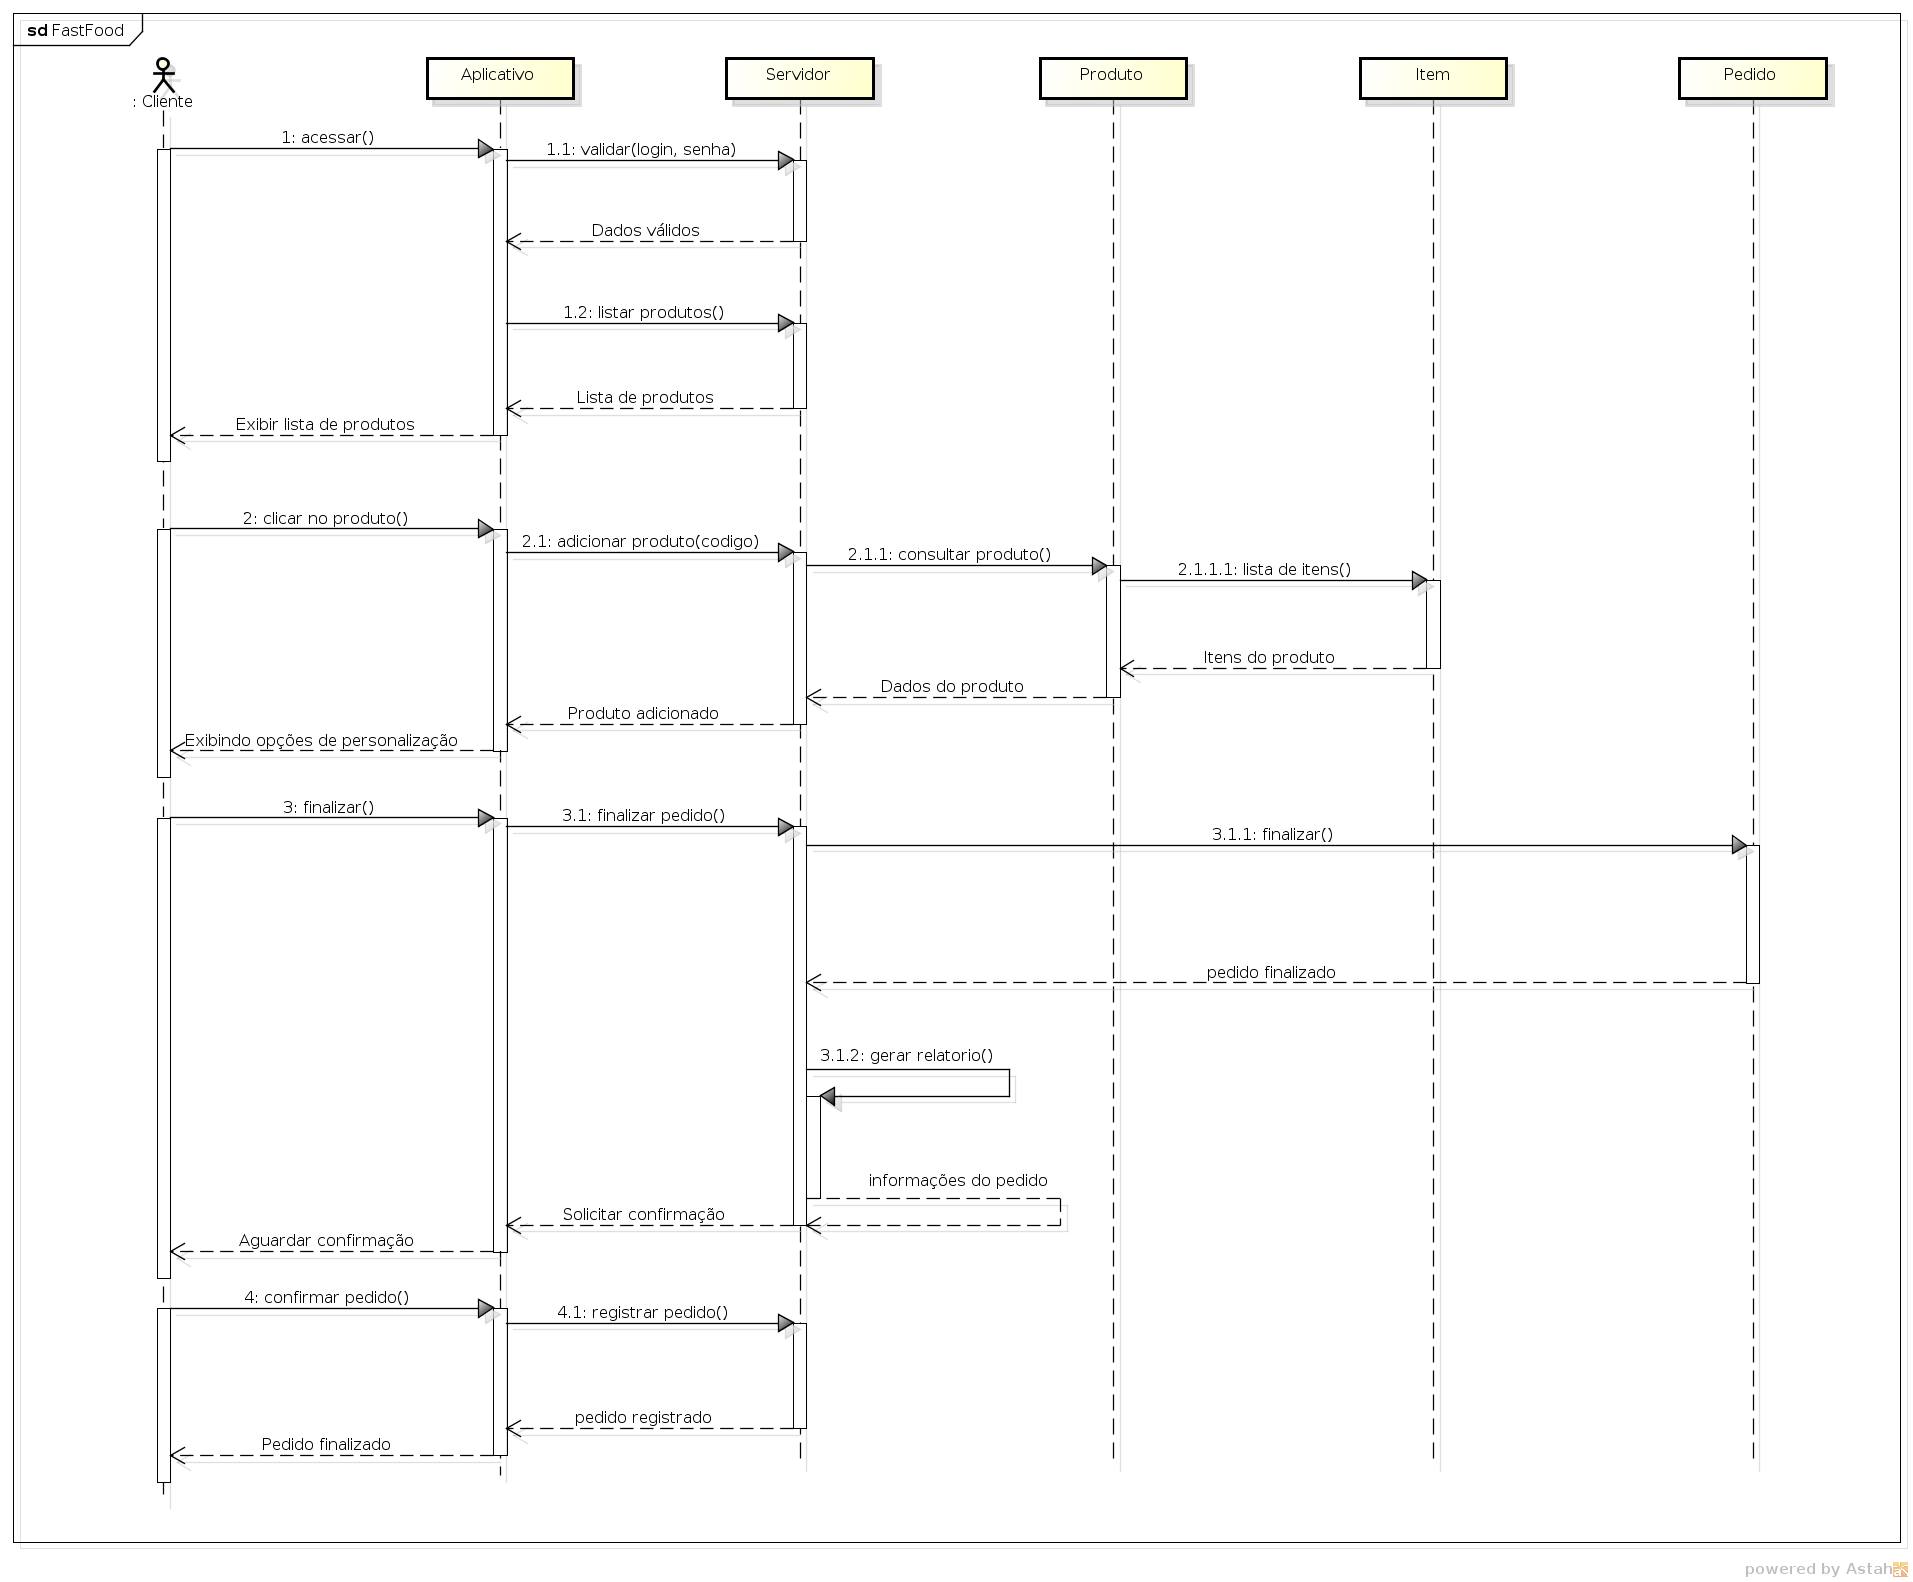 sd FastFood
: Cliente
Aplicativo
Servidor
Produto
Item
Pedido
1: acessar()
1.1: validar(login, senha)
Dados válidos
1.2: listar produtos()
Lista de produtos
Exibir lista de produtos
2: clicar no produto()
2.1: adicionar produto(codigo)
2.1.1: consultar produto()
2.1.1.1: lista de itens()
Itens do produto
Dados do produto
Produto adicionado
Exibindo opções de personalização
3: finalizar()
3.1: finalizar pedido()
3.1.1: finalizar()
pedido finalizado
3.1.2: gerar relatorio()
informações do pedido
Solicitar confirmação
Aguardar confirmação
4: confirmar pedido()
4.1: registrar pedido()
pedido registrado
Pedido finalizado
powered by Astah